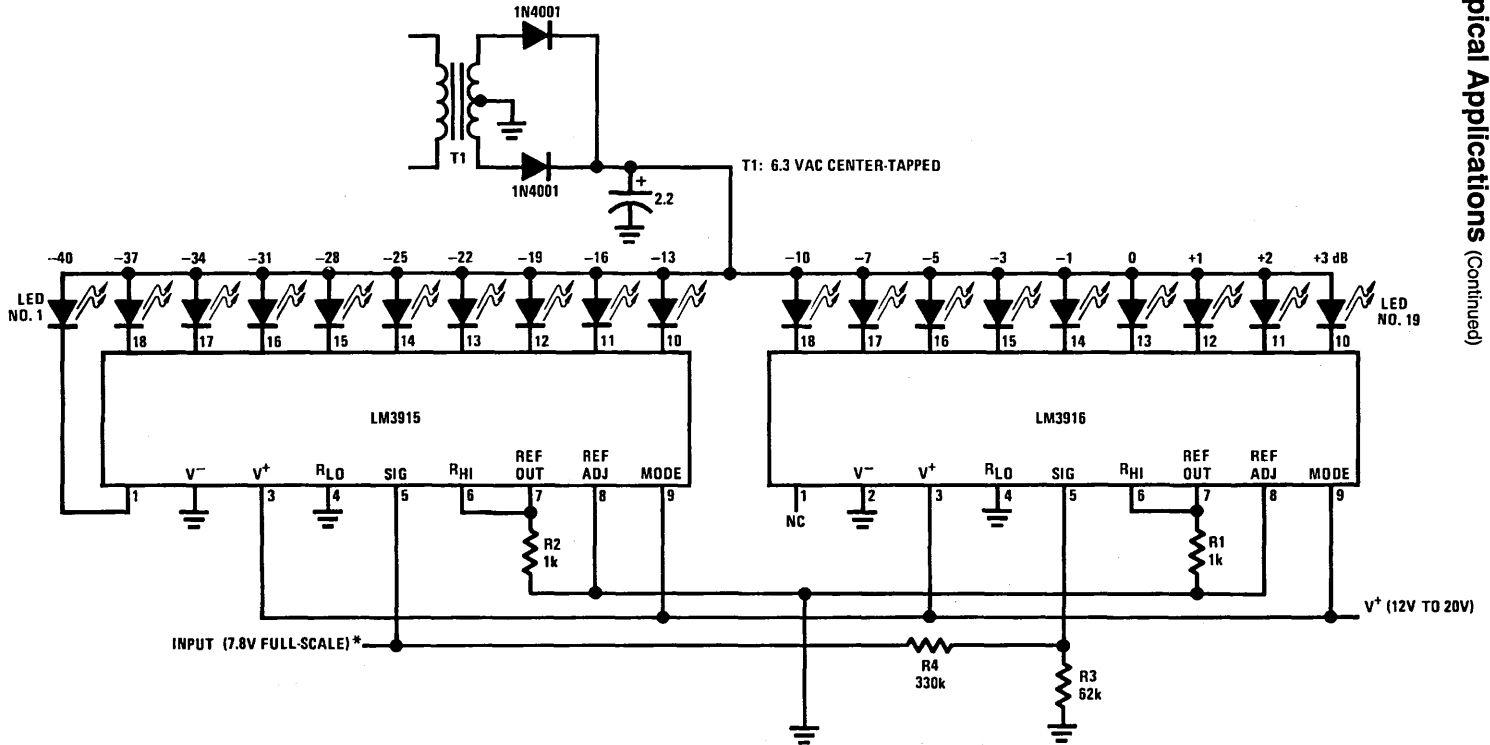 pical Applications (Continued)
1N4001
T1
1N4001
T1: 6.3 VAC CENTER-TAPPED
+
2.2
−40 −37 −34 −31 −28 −25 −22 −19 −16 −13 −10 −7 −5 −3 −1 0 +1 +2 +3 dB
LED
NO. 1
LED
NO. 19
18 17 16 15 14 13 12 11 10 18 17 16 15 14 13 12 11 10
LM3915
LM3916
V− V+ RLO SIG RHI REF OUT REF ADJ MODE
V− V+ RLO SIG RHI REF OUT REF ADJ MODE
1 3 4 5 6 7 8 9
1 2 3 4 5 6 7 8 9
NC
R2
1k
R1
1k
V+ (12V TO 20V)
INPUT (7.8V FULL-SCALE)*
R4
330k
R3
62k